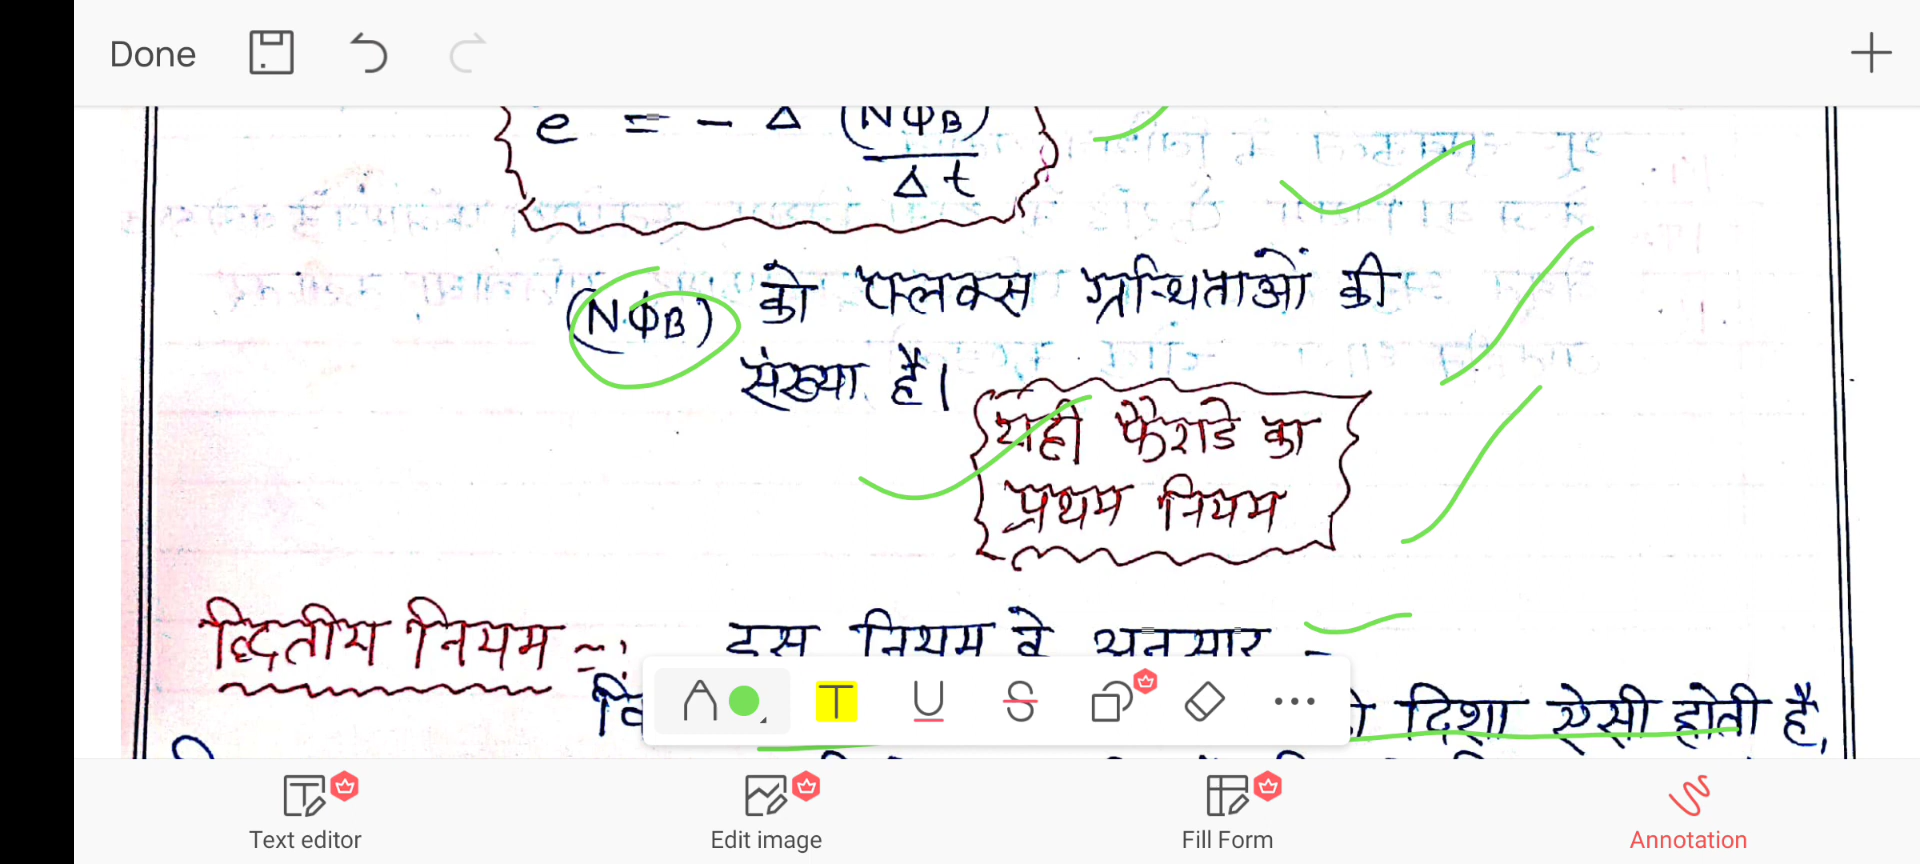 Done
e = - Δ (NΦB)
Δt
(NΦB) को फ्लक्स ग्रन्थिताओं की
संख्या है।
यही फैराडे का
प्रथम नियम
द्वितीय नियम :- इस नियम के अनुसार -
दिशा ऐसी होती है,
T U S
Text editor Edit image Fill Form Annotation